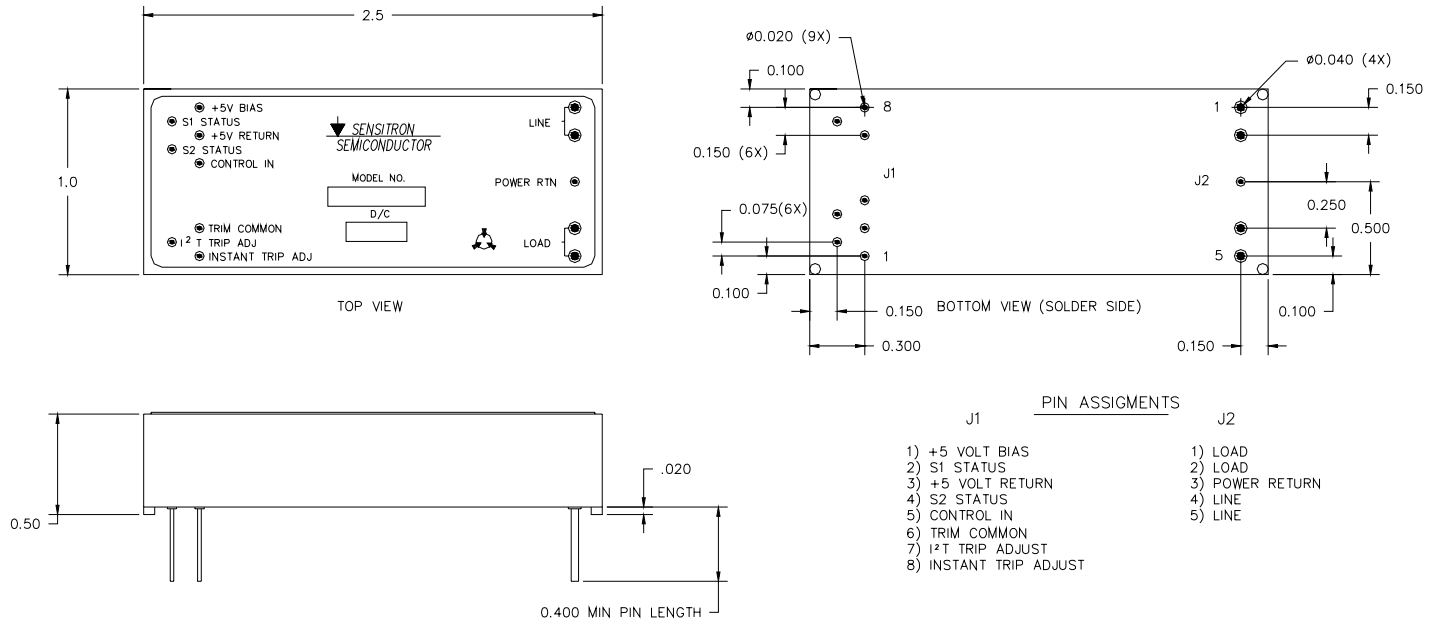 2.5
1.0
+5V BIAS
S1 STATUS
+5V RETURN
S2 STATUS
CONTROL IN
TRIM COMMON
I² T TRIP ADJ
INSTANT TRIP ADJ
SENSITRON
SEMICONDUCTOR
MODEL NO.
D/C
LINE
POWER RTN
LOAD
TOP VIEW
ø0.020 (9X)
0.100
8
0.150 (6X)
J1
0.075(6X)
1
0.100
0.150
0.300
ø0.040 (4X)
0.150
1
J2
0.250
0.500
5
0.100
0.150
BOTTOM VIEW (SOLDER SIDE)
0.50
.020
0.400 MIN PIN LENGTH
PIN ASSIGMENTS
J1
1) +5 VOLT BIAS
2) S1 STATUS
3) +5 VOLT RETURN
4) S2 STATUS
5) CONTROL IN
6) TRIM COMMON
7) I²T TRIP ADJUST
8) INSTANT TRIP ADJUST
J2
1) LOAD
2) LOAD
3) POWER RETURN
4) LINE
5) LINE